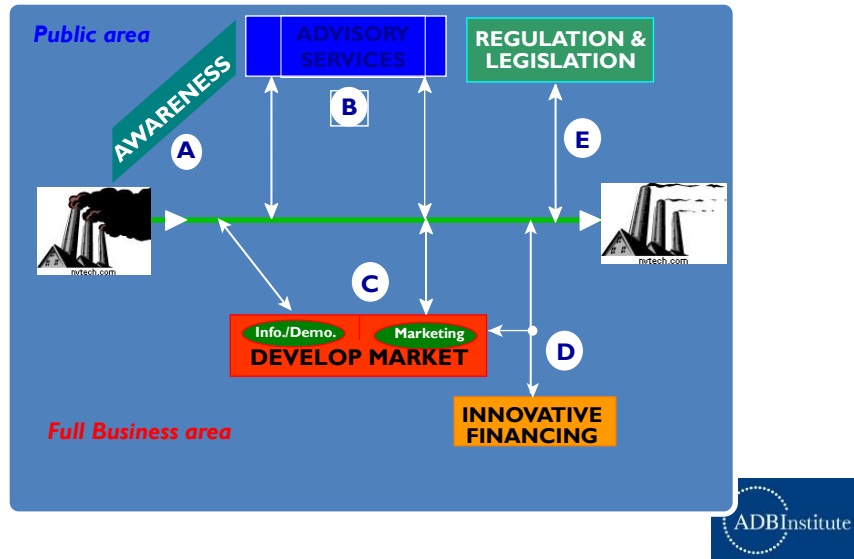 Public area
ADVISORY
SERVICES
REGULATION &
LEGISLATION
AWARENESS
B
A
E
nvtech.com
nvtech.com
C
Info./Demo.
Marketing
DEVELOP MARKET
D
INNOVATIVE
FINANCING
Full Business area
ADBInstitute